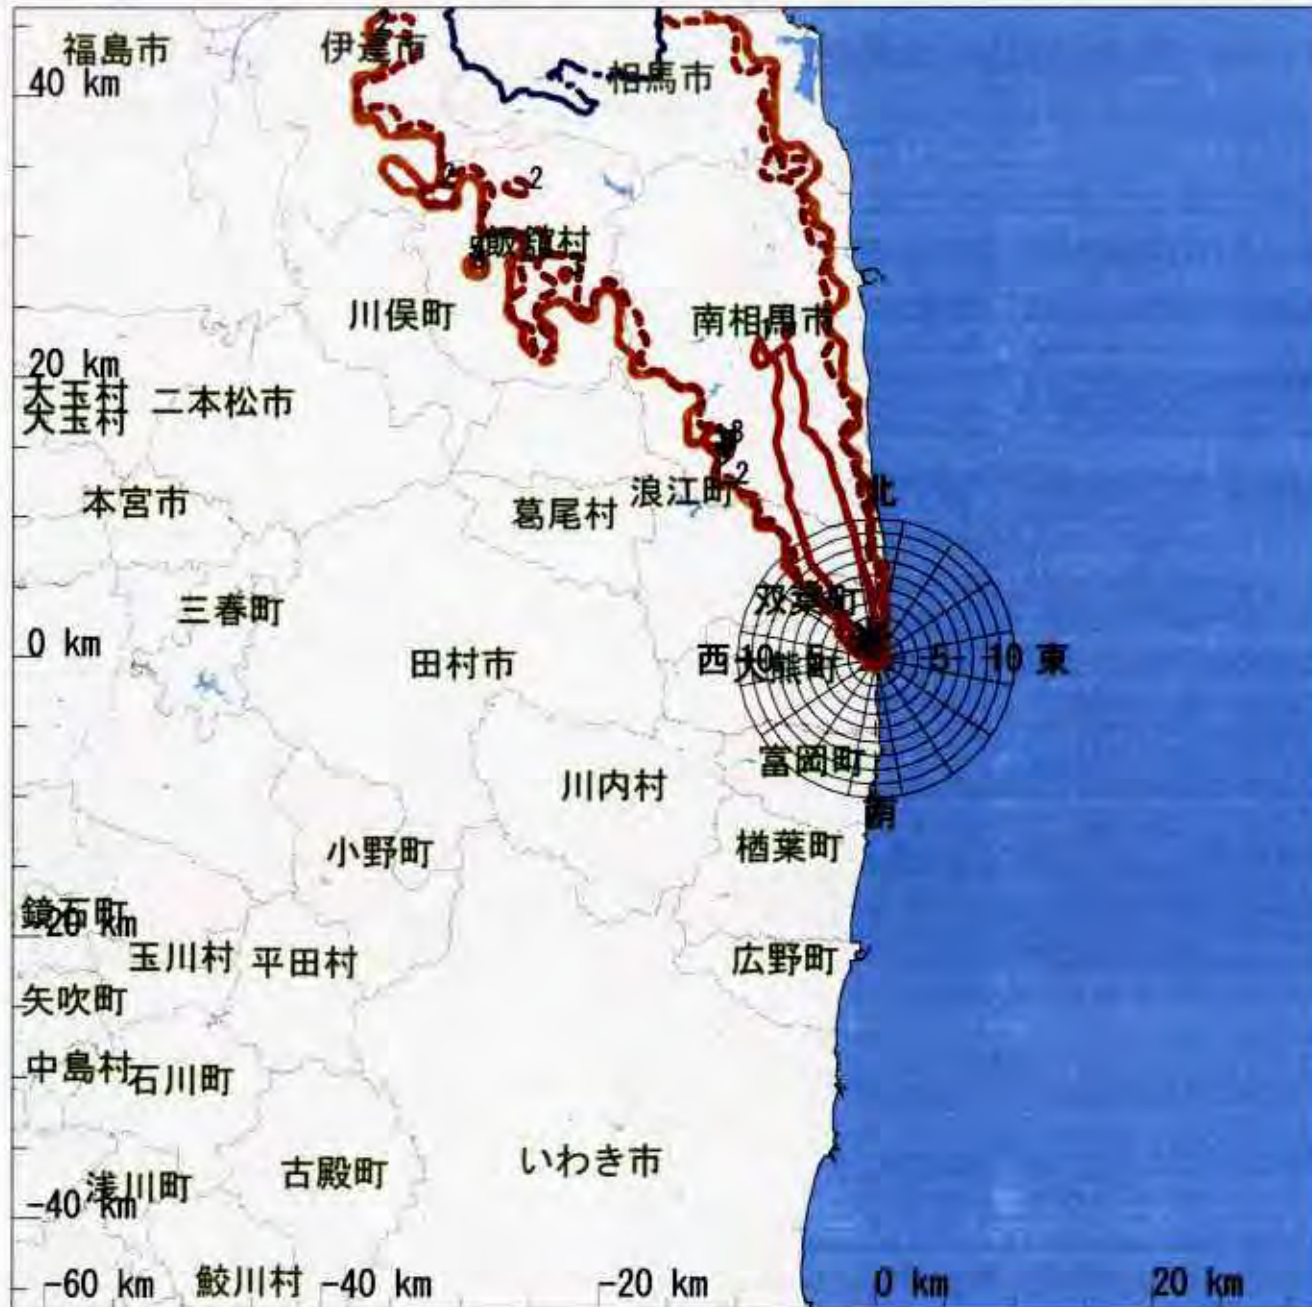 福島市
伊達市
相馬市
40 km
2
2
2
飯舘村
川俣町
南相馬市
20 km
大玉村
大玉村
二本松市
本宮市
葛尾村
浪江町
2
北
三春町
双葉町
0 km
田村市
西 10 5 5 10 東
大熊町
富岡町
川内村
南
小野町
楢葉町
鏡石町
-20 km
玉川村
平田村
広野町
矢吹町
中島村
石川町
いわき市
古殿町
浅川町
-40 km
-60 km
鮫川村
-40 km
-20 km
0 km
20 km